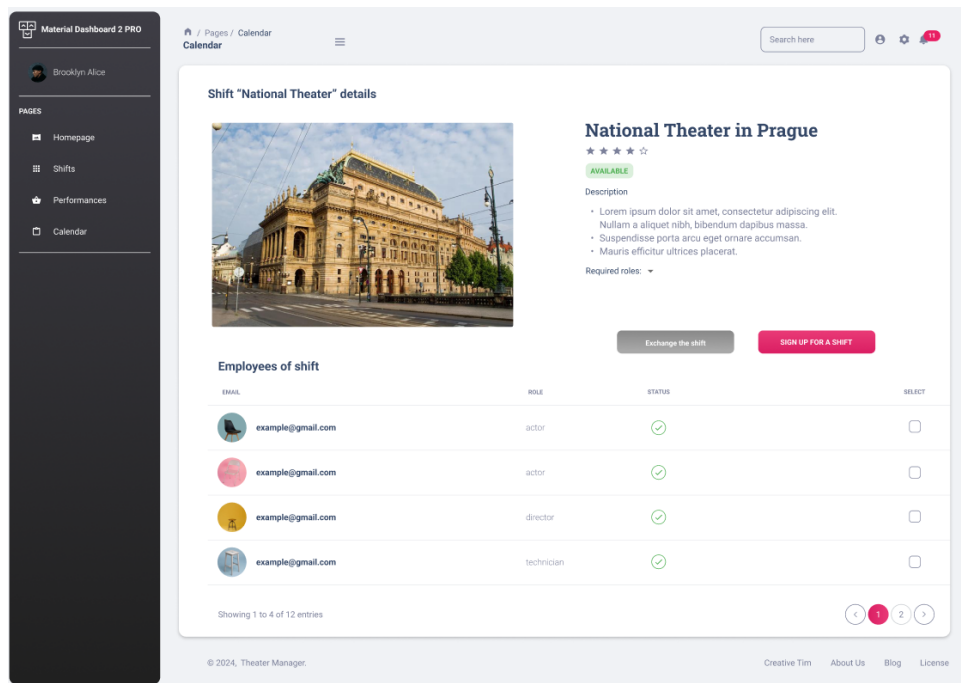 Material Dashboard 2 PRO
Brooklyn Alice
PAGES
Homepage
Shifts
Performances
Calendar
/ Pages / Calendar
Calendar
Search here
11
Shift “National Theater” details
National Theater in Prague
AVAILABLE
Description
• Lorem ipsum dolor sit amet, consectetur adipiscing elit.
Nullam a aliquet nibh, bibendum dapibus massa.
• Suspendisse porta arcu eget ornare accumsan.
• Mauris efficitur ultrices placerat.
Required roles:
Exchange the shift
SIGN UP FOR A SHIFT
Employees of shift
EMAIL ROLE STATUS SELECT
example@gmail.com actor
example@gmail.com actor
example@gmail.com director
example@gmail.com technician
Showing 1 to 4 of 12 entries
< 1 2 >
© 2024, Theater Manager.
Creative Tim About Us Blog License